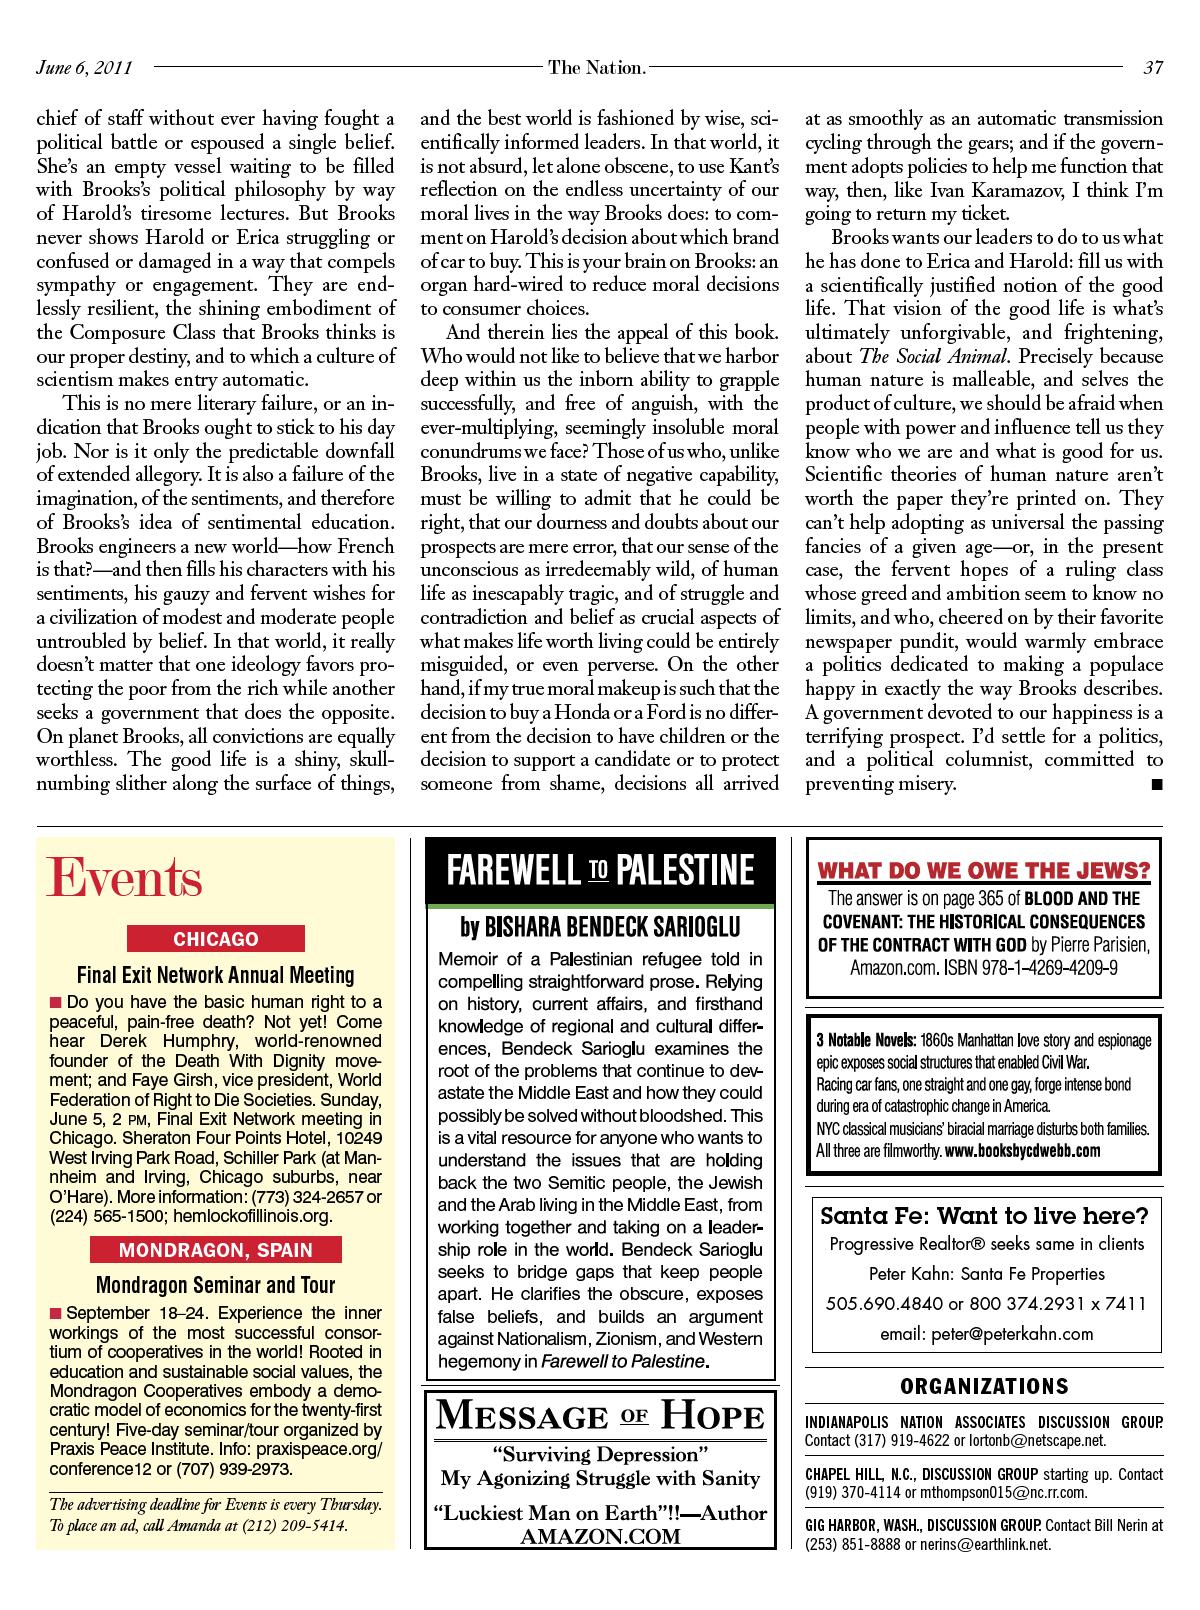 June 6, 2011
The Nation.
37
chief of staff without ever having fought a
political battle or espoused a single belief.
She's an empty vessel waiting to be filled
with Brooks's political philosophy by way
of Harold's tiresome lectures. But Brooks
never shows Harold or Erica struggling or
confused or damaged in a way that compels
sympathy or engagement. They are end-
lessly resilient, the shining embodiment of
the Composure Class that Brooks thinks is
our proper destiny, and to which a culture of
scientism makes entry automatic.
This is no mere literary failure, or an in-
dication that Brooks ought to stick to his day
job. Nor is it only the predictable downfall
of extended allegory. It is also a failure of the
imagination, of the sentiments, and therefore
of Brooks's idea of sentimental education.
Brooks engineers a new world—how French
is that?—and then fills his characters with his
sentiments, his gauzy and fervent wishes for
a civilization of modest and moderate people
untroubled by belief. In that world, it really
doesn't matter that one ideology favors pro-
tecting the poor from the rich while another
seeks a government that does the opposite.
On planet Brooks, all convictions are equally
worthless. The good life is a shiny, skull-
numbing slither along the surface of things,
and the best world is fashioned by wise, sci-
entifically informed leaders. In that world, it
is not absurd, let alone obscene, to use Kant's
reflection on the endless uncertainty of our
moral lives in the way Brooks does: to com-
ment on Harold's decision about which brand
of car to buy. This is your brain on Brooks: an
organ hard-wired to reduce moral decisions
to consumer choices.
And therein lies the appeal of this book.
Who would not like to believe that we harbor
deep within us the inborn ability to grapple
successfully, and free of anguish, with the
ever-multiplying, seemingly insoluble moral
conundrums we face? Those of us who, unlike
Brooks, live in a state of negative capability,
must be willing to admit that he could be
right, that our dourness and doubts about our
prospects are mere error, that our sense of the
unconscious as irredeemably wild, of human
life as inescapably tragic, and of struggle and
contradiction and belief as crucial aspects of
what makes life worth living could be entirely
misguided, or even perverse. On the other
hand, if my true moral makeup is such that the
decision to buy a Honda or a Ford is no differ-
ent from the decision to have children or the
decision to support a candidate or to protect
someone from shame, decisions all arrived
at as smoothly as an automatic transmission
cycling through the gears; and if the govern-
ment adopts policies to help me function that
way, then, like Ivan Karamazov, I think I'm
going to return my ticket.
Brooks wants our leaders to do to us what
he has done to Erica and Harold: fill us with
a scientifically justified notion of the good
life. That vision of the good life is what's
ultimately unforgivable, and frightening,
about The Social Animal. Precisely because
human nature is malleable, and selves the
product of culture, we should be afraid when
people with power and influence tell us they
know who we are and what is good for us.
Scientific theories of human nature aren't
worth the paper they're printed on. They
can't help adopting as universal the passing
fancies of a given age—or, in the present
case, the fervent hopes of a ruling class
whose greed and ambition seem to know no
limits, and who, cheered on by their favorite
newspaper pundit, would warmly embrace
a politics dedicated to making a populace
happy in exactly the way Brooks describes.
A government devoted to our happiness is a
terrifying prospect. I'd settle for a politics,
and a political columnist, committed to
preventing misery. ■
Events
CHICAGO
Final Exit Network Annual Meeting
■ Do you have the basic human right to a
peaceful, pain-free death? Not yet! Come
hear Derek Humphry, world-renowned
founder of the Death With Dignity move-
ment; and Faye Girsh, vice president, World
Federation of Right to Die Societies. Sunday,
June 5, 2 PM, Final Exit Network meeting in
Chicago. Sheraton Four Points Hotel, 10249
West Irving Park Road, Schiller Park (at Man-
nheim and Irving, Chicago suburbs, near
O'Hare). More information: (773) 324-2657 or
(224) 565-1500; hemlockofillinois.org.
MONDRAGON, SPAIN
Mondragon Seminar and Tour
■ September 18–24. Experience the inner
workings of the most successful consor-
tium of cooperatives in the world! Rooted in
education and sustainable social values, the
Mondragon Cooperatives embody a demo-
cratic model of economics for the twenty-first
century! Five-day seminar/tour organized by
Praxis Peace Institute. Info: praxispeace.org/
conference12 or (707) 939-2973.
The advertising deadline for Events is every Thursday.
To place an ad, call Amanda at (212) 209-5414.
FAREWELL TO PALESTINE
by BISHARA BENDECK SARIOGLU
Memoir of a Palestinian refugee told in
compelling straightforward prose. Relying
on history, current affairs, and firsthand
knowledge of regional and cultural differ-
ences, Bendeck Sarioglu examines the
root of the problems that continue to dev-
astate the Middle East and how they could
possibly be solved without bloodshed. This
is a vital resource for anyone who wants to
understand the issues that are holding
back the two Semitic people, the Jewish
and the Arab living in the Middle East, from
working together and taking on a leader-
ship role in the world. Bendeck Sarioglu
seeks to bridge gaps that keep people
apart. He clarifies the obscure, exposes
false beliefs, and builds an argument
against Nationalism, Zionism, and Western
hegemony in Farewell to Palestine.
MESSAGE OF HOPE
“Surviving Depression”
My Agonizing Struggle with Sanity
“Luckiest Man on Earth”!!—Author
AMAZON.COM
WHAT DO WE OWE THE JEWS?
The answer is on page 365 of BLOOD AND THE
COVENANT: THE HISTORICAL CONSEQUENCES
OF THE CONTRACT WITH GOD by Pierre Parisien,
Amazon.com. ISBN 978-1-4269-4209-9
3 Notable Novels: 1860s Manhattan love story and espionage
epic exposes social structures that enabled Civil War.
Racing car fans, one straight and one gay, forge intense bond
during era of catastrophic change in America.
NYC classical musicians' biracial marriage disturbs both families.
All three are filmworthy. www.booksbycdwebb.com
Santa Fe: Want to live here?
Progressive Realtor® seeks same in clients
Peter Kahn: Santa Fe Properties
505.690.4840 or 800 374.2931 x 7411
email: peter@peterkahn.com
ORGANIZATIONS
INDIANAPOLIS NATION ASSOCIATES DISCUSSION GROUP.
Contact (317) 919-4622 or lortonb@netscape.net.
CHAPEL HILL, N.C., DISCUSSION GROUP starting up. Contact
(919) 370-4114 or mthompson015@nc.rr.com.
GIG HARBOR, WASH., DISCUSSION GROUP. Contact Bill Nerin at
(253) 851-8888 or nerins@earthlink.net.